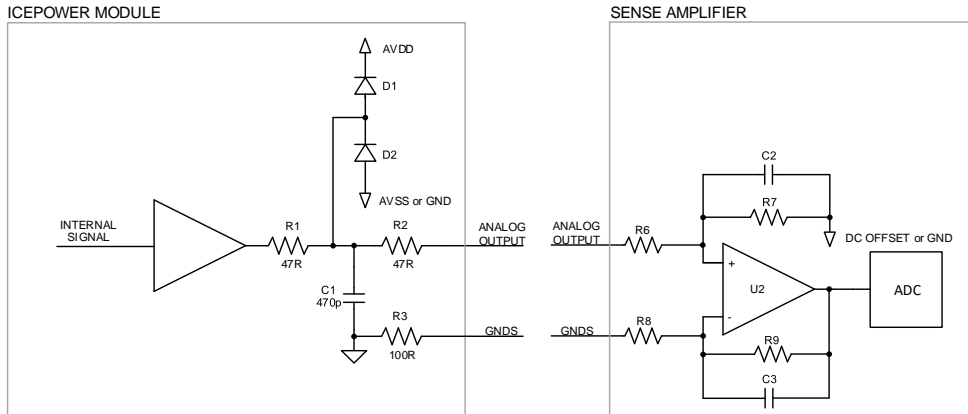 ICEPOWER MODULE
SENSE AMPLIFIER
AVDD
D1
D2
AVSS or GND
INTERNAL
SIGNAL
R1
47R
R2
47R
C1
470p
R3
100R
ANALOG
OUTPUT
GNDS
ANALOG
OUTPUT
GNDS
R6
R8
C2
R7
DC OFFSET or GND
+
U2
-
ADC
R9
C3